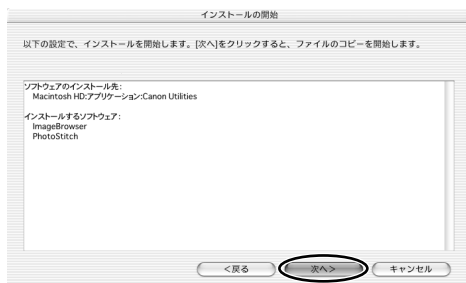 インストールの開始
以下の設定で、インストールを開始します。[次へ]をクリックすると、ファイルのコピーを開始します。
ソフトウェアのインストール先：
Macintosh HD:アプリケーション:Canon Utilities
インストールするソフトウェア：
ImageBrowser
PhotoStitch
<戻る
次へ>
キャンセル